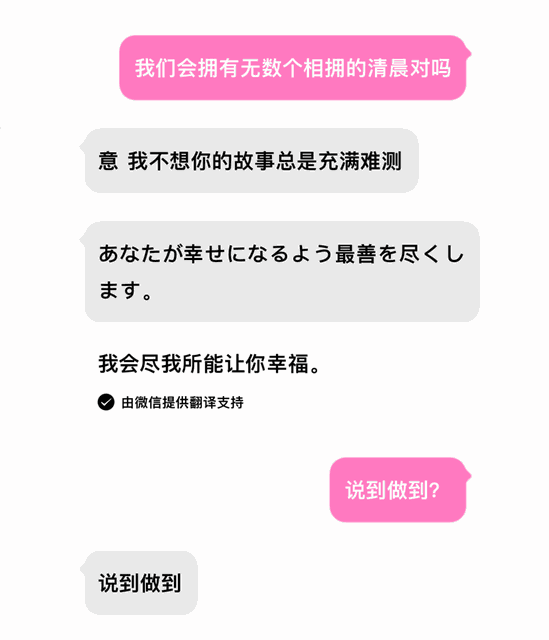 我们会拥有无数个相拥的清晨对吗
意 我不想你的故事总是充满难测
あなたが幸せになるよう最善を尽くし
ます。
我会尽我所能让你幸福。
由微信提供翻译支持
说到做到?
说到做到